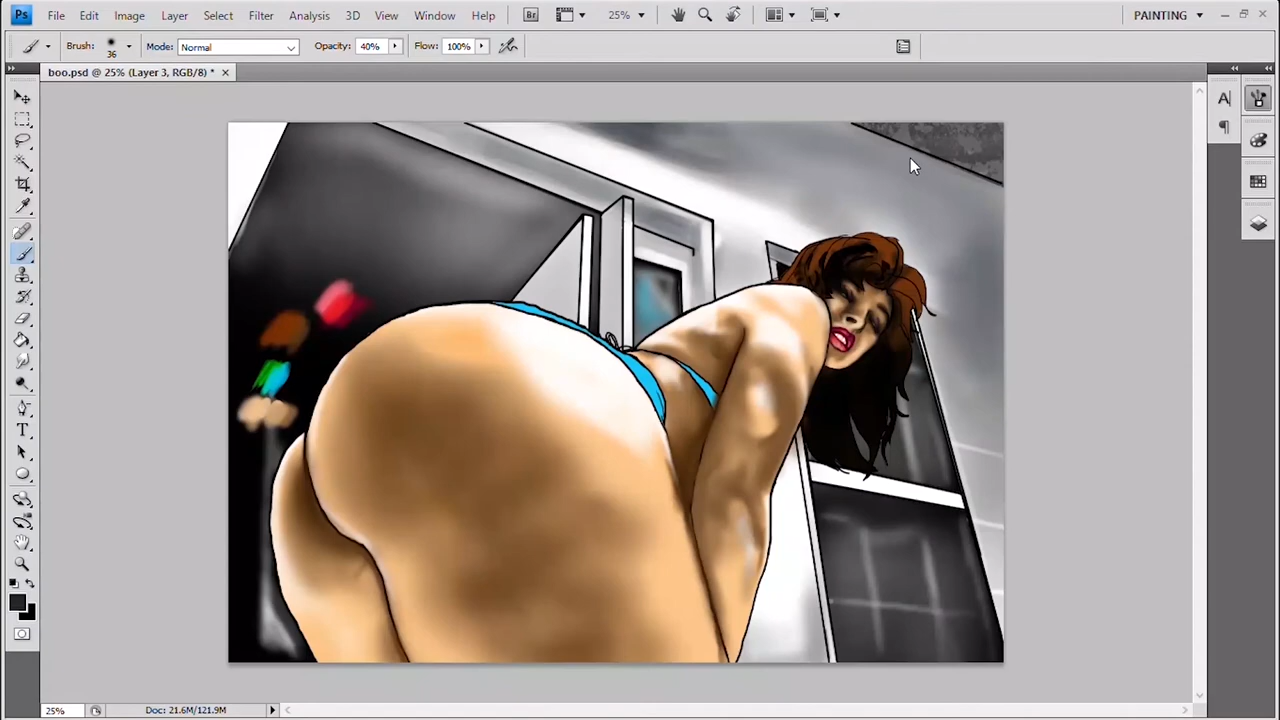 Ps File Edit Image Layer Select Filter Analysis 3D View Window Help Br 25% PAINTING
Brush: 36 Mode: Normal Opacity: 40% Flow: 100%
boo.psd @ 25% (Layer 3, RGB/8) *
A
T
25% Doc: 21.6M/121.9M